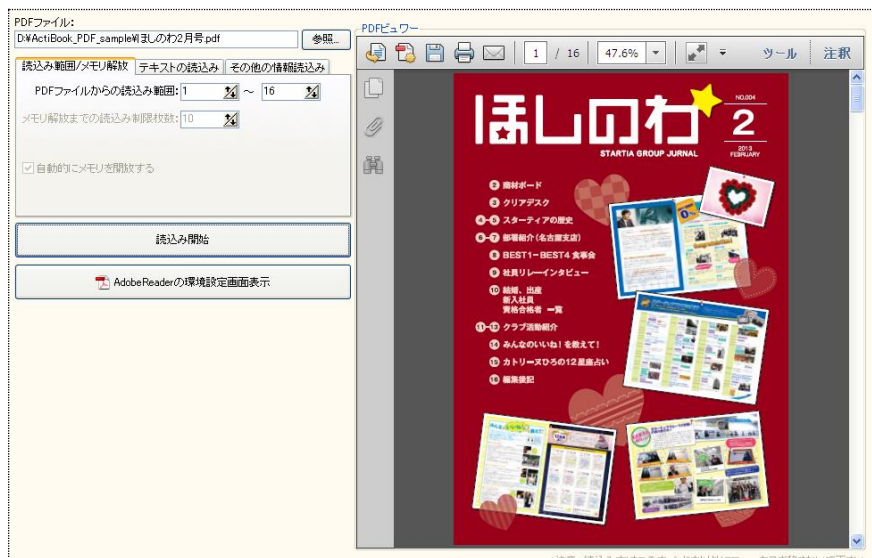 PDFファイル:
D:¥ActiBook_PDF_sample¥ほしのわ2月号.pdf
参照...
読込み範囲/メモリ解放 テキストの読込み その他の情報読込み
PDFファイルからの読込み範囲: 1 ～ 16
メモリ解放までの読込み制限枚数: 10
自動的にメモリを開放する
読込み開始
AdobeReaderの環境設定画面表示
PDFビュワー
1 / 16 47.6% ツール 注釈
ほしのわ
NO.004
2
2013
FEBRUARY
STARTIA GROUP JURNAL
2 商材ボード
3 クリアデスク
4-5 スターティアの歴史
6-7 部署紹介(名古屋支店)
8 BEST1-BEST4 食事会
9 社員リレーインタビュー
10 結婚、出産
新入社員
資格合格者 一覧
11-13 クラブ活動紹介
14 みんなのいいね!を教えて!
15 カトリーヌひろの12星座占い
16 編集後記